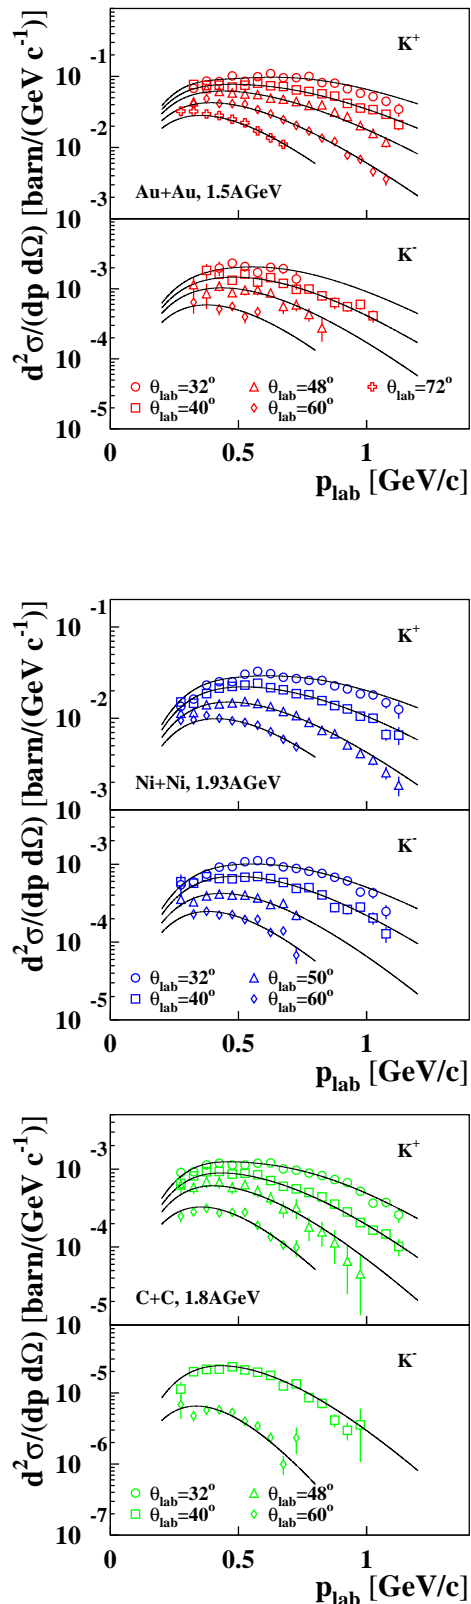 d²σ/(dp dΩ) [barn/(GeV c⁻¹)]
10⁻¹
10⁻²
10⁻³
K⁺
Au+Au, 1.5AGeV
10⁻³
10⁻⁴
10⁻⁵
K⁻
θlab=32° θlab=48° θlab=72°
θlab=40° θlab=60°
0 0.5 1
plab [GeV/c]
d²σ/(dp dΩ) [barn/(GeV c⁻¹)]
10⁻¹
10⁻²
10⁻³
K⁺
Ni+Ni, 1.93AGeV
10⁻³
10⁻⁴
10⁻⁵
K⁻
θlab=32° θlab=50°
θlab=40° θlab=60°
0 0.5 1
plab [GeV/c]
d²σ/(dp dΩ) [barn/(GeV c⁻¹)]
10⁻³
10⁻⁴
10⁻⁵
K⁺
C+C, 1.8AGeV
10⁻⁵
10⁻⁶
10⁻⁷
K⁻
θlab=32° θlab=48°
θlab=40° θlab=60°
0 0.5 1
plab [GeV/c]